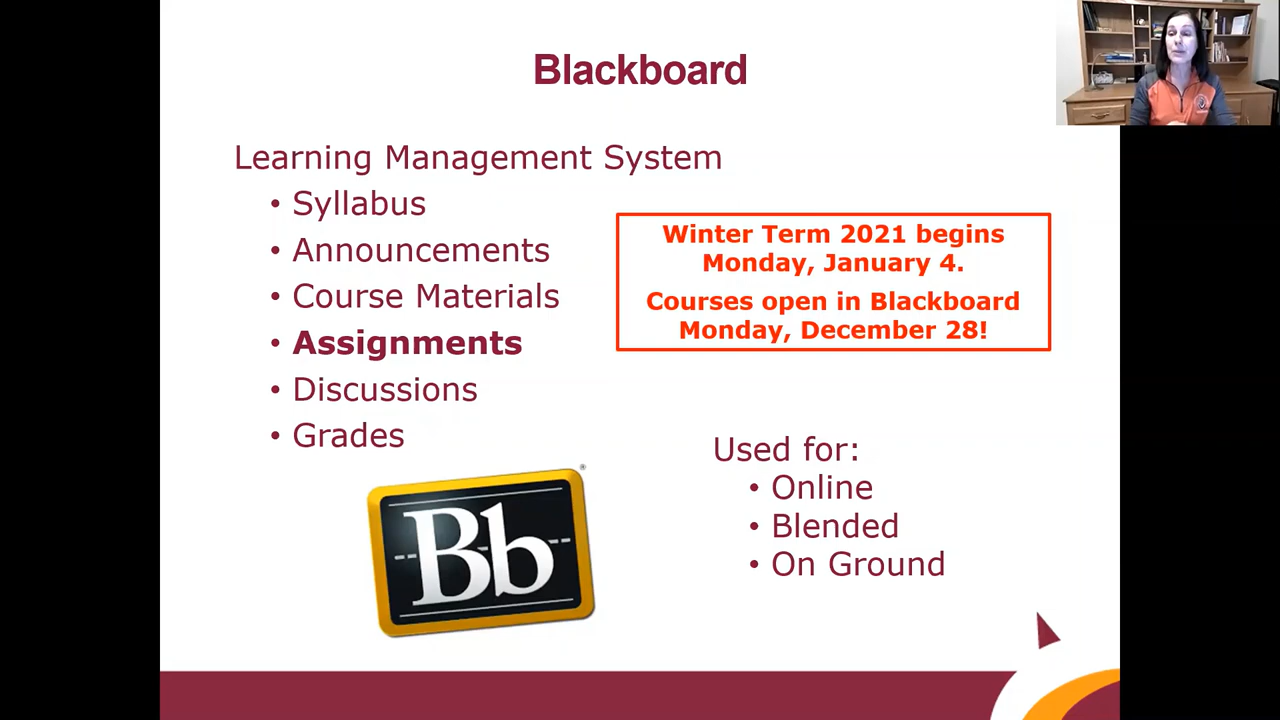 Blackboard
Learning Management System
• Syllabus
• Announcements
• Course Materials
• Assignments
• Discussions
• Grades
Winter Term 2021 begins
Monday, January 4.
Courses open in Blackboard
Monday, December 28!
Bb
Used for:
• Online
• Blended
• On Ground